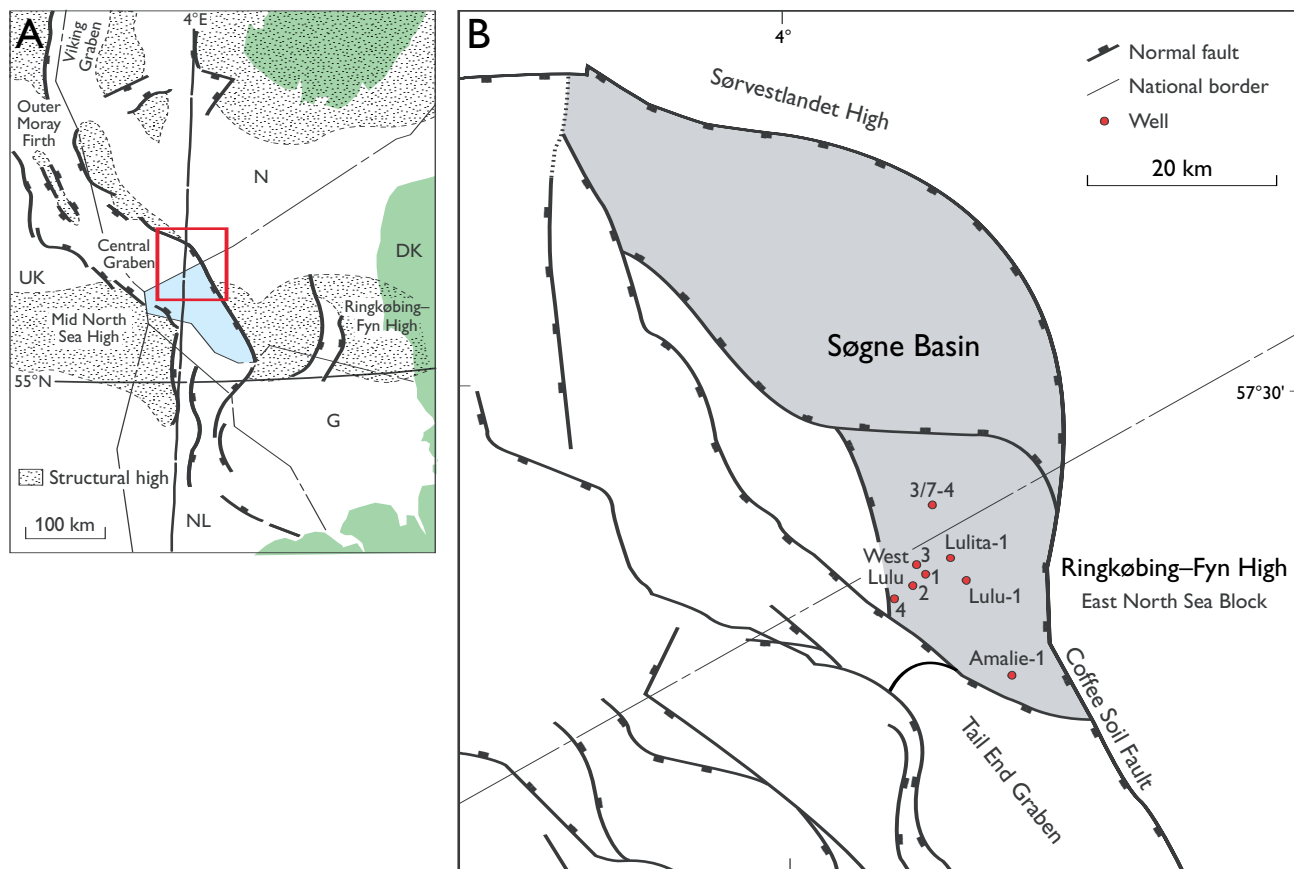 A
4°E
Viking
Graben
Outer
Moray
Firth
N
Central
Graben
DK
UK
Mid North
Sea High
Ringkøbing–
Fyn High
55°N
G
Structural high
100 km
NL
B
4°
Normal fault
National border
Well
20 km
Sørvestlandet High
Søgne Basin
57°30'
3/7-4
West
Lulu
3
1
2
4
Lulita-1
Lulu-1
Ringkøbing–Fyn High
East North Sea Block
Amalie-1
Coffee Soil Fault
Tail End Graben